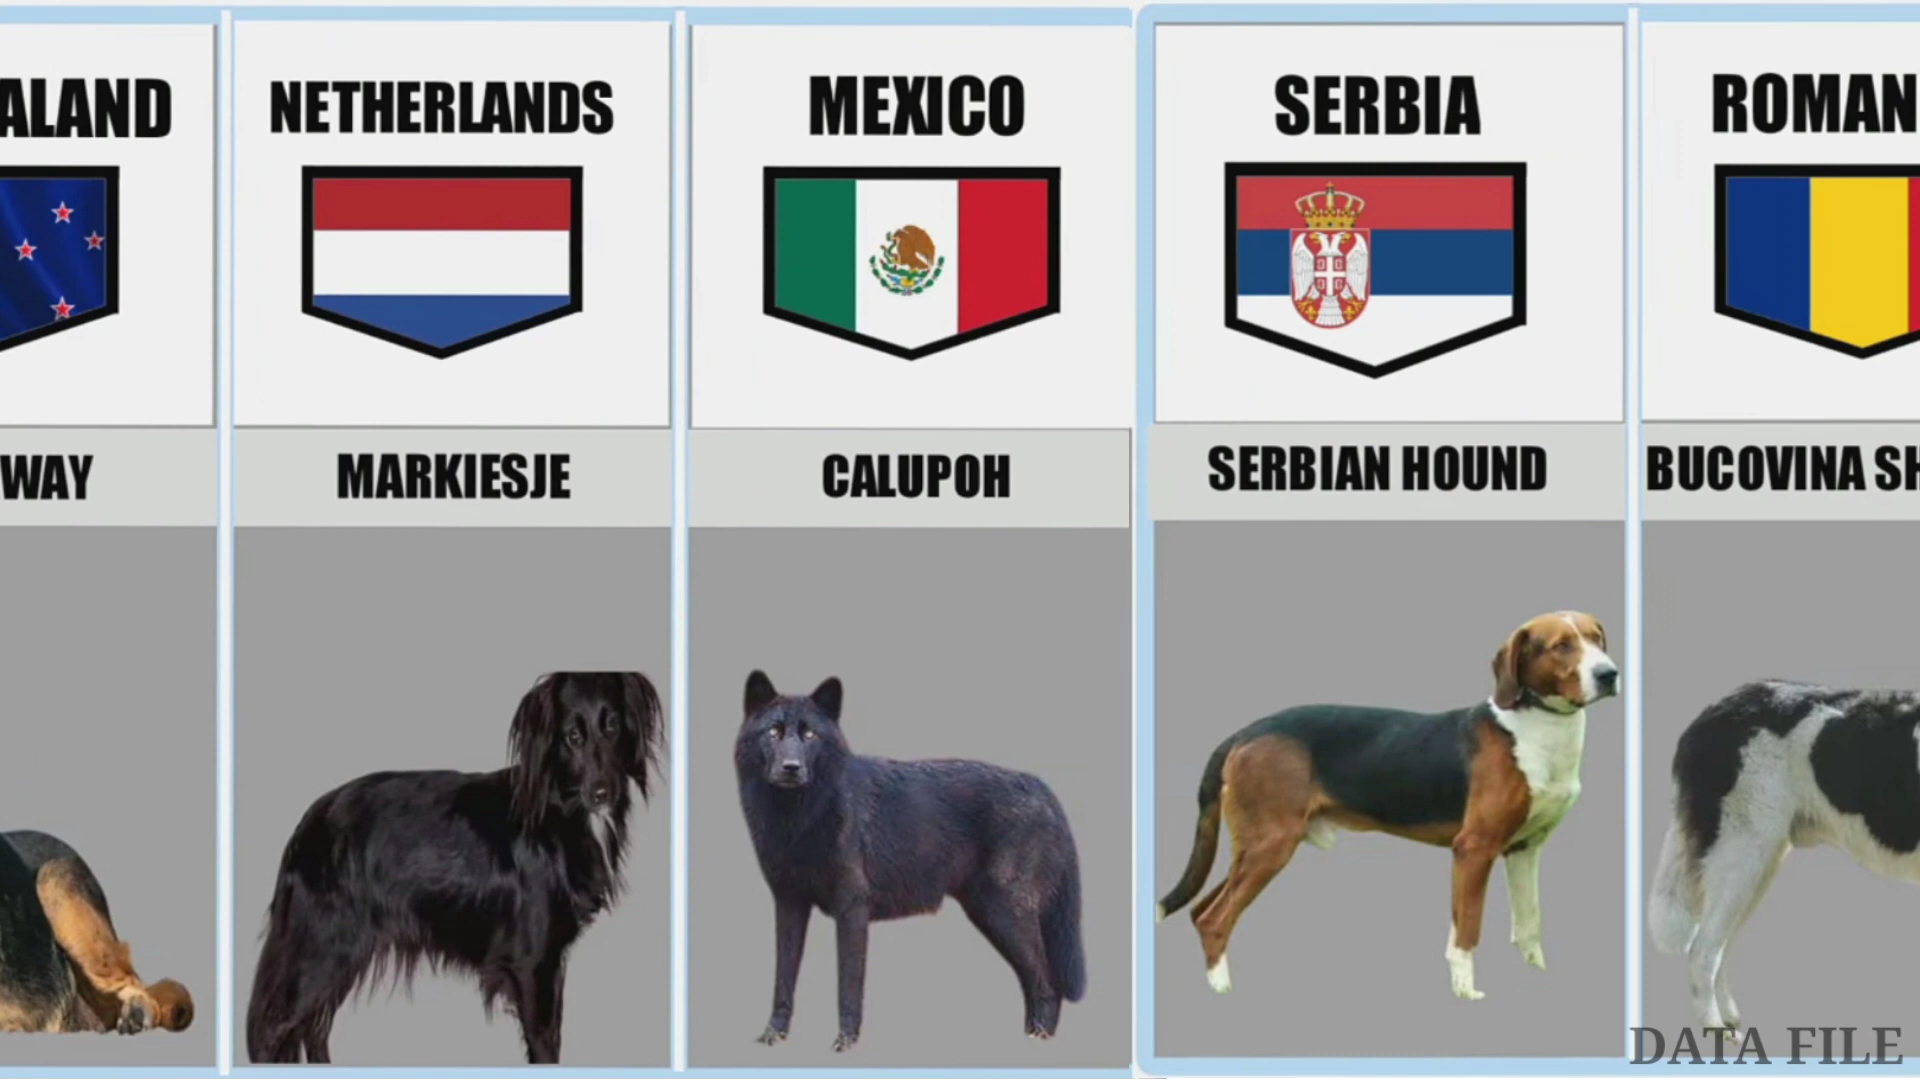 ALAND
NETHERLANDS
MEXICO
SERBIA
ROMAN
WAY
MARKIESJE
CALUPOH
SERBIAN HOUND
BUCOVINA SH
DATA FILE